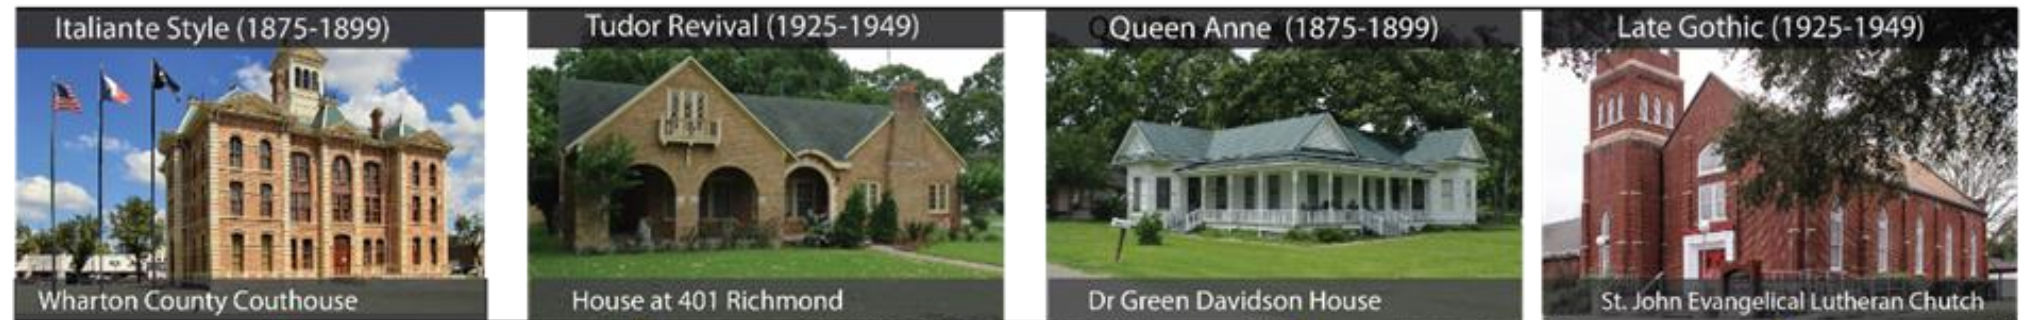 Italiante Style (1875-1899)
Wharton County Couthouse
Tudor Revival (1925-1949)
House at 401 Richmond
Queen Anne (1875-1899)
Dr Green Davidson House
Late Gothic (1925-1949)
St. John Evangelical Lutheran Chutch